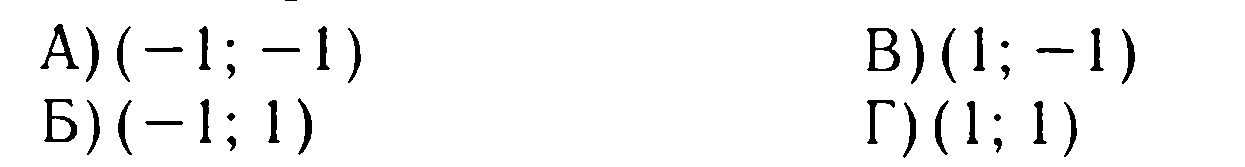 А) (−1; −1) В) (1; −1)
Б) (−1; 1) Г) (1; 1)